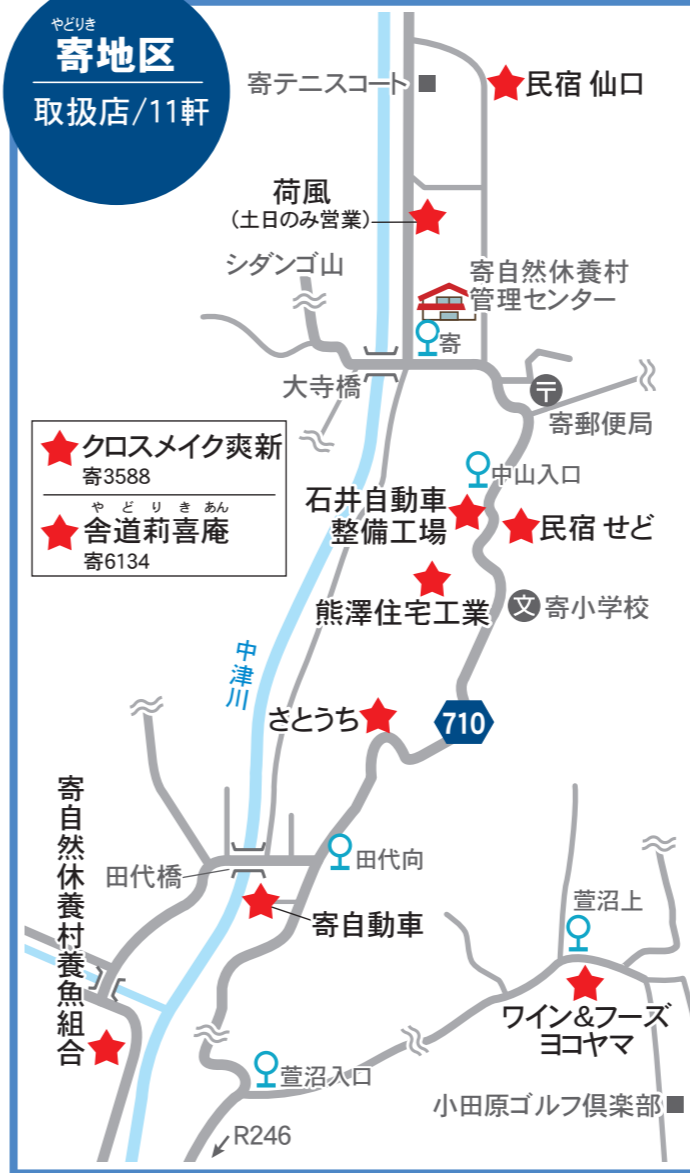 やどりき
寄地区
取扱店/11軒
寄テニスコート
民宿 仙口
荷風
(土日のみ営業)
シダンゴ山
寄自然休養村
管理センター
寄
大寺橋
〒
寄郵便局
クロスメイク爽新
寄3588
やどりきあん
舎道莉喜庵
寄6134
中山入口
石井自動車
整備工場
民宿 せど
熊澤住宅工業
文
寄小学校
中津川
さとうち
710
寄自然休養村養魚組合
田代橋
田代向
寄自動車
萱沼上
ワイン&フーズ
ヨコヤマ
萱沼入口
小田原ゴルフ倶楽部
R246